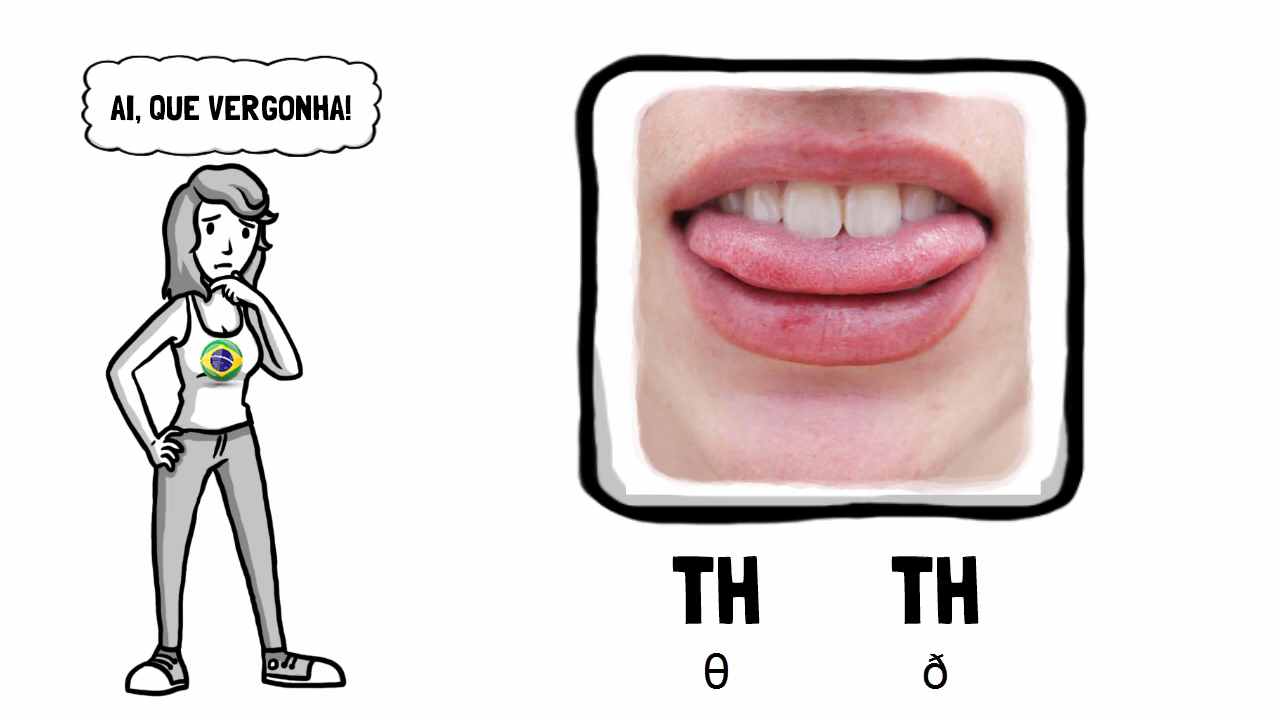 AI, QUE VERGONHA!
TH TH
θ ð